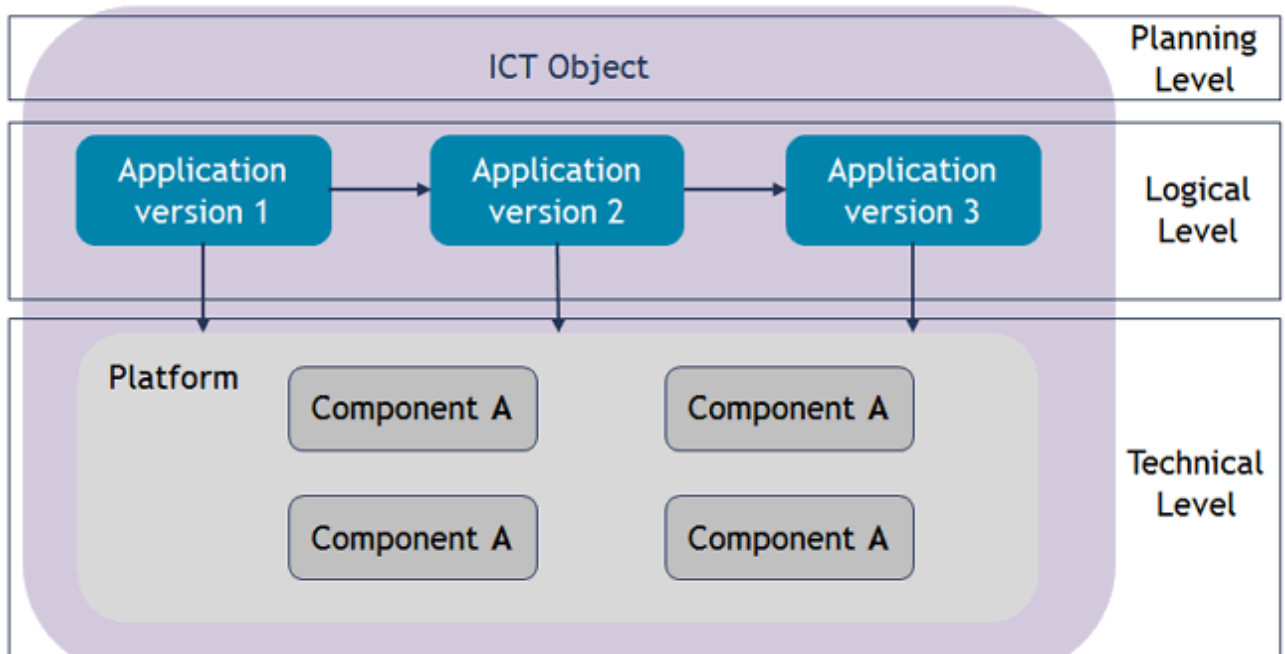 ICT Object
Planning
Level
Application
version 1
Application
version 2
Application
version 3
Logical
Level
Platform
Component A
Component A
Component A
Component A
Technical
Level